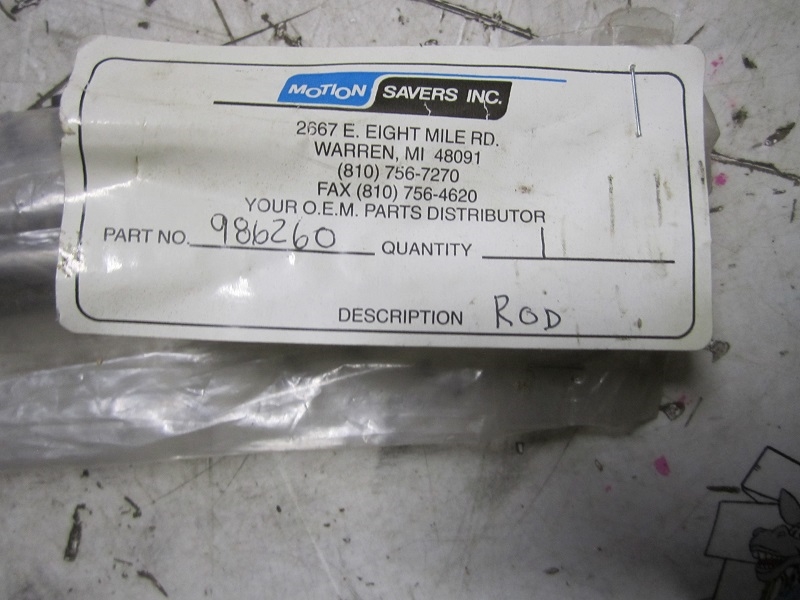 MOTION SAVERS INC.
2667 E. EIGHT MILE RD.
WARREN, MI 48091
(810) 756-7270
FAX (810) 756-4620
YOUR O.E.M. PARTS DISTRIBUTOR
PART NO. 986260 QUANTITY 1
DESCRIPTION ROD